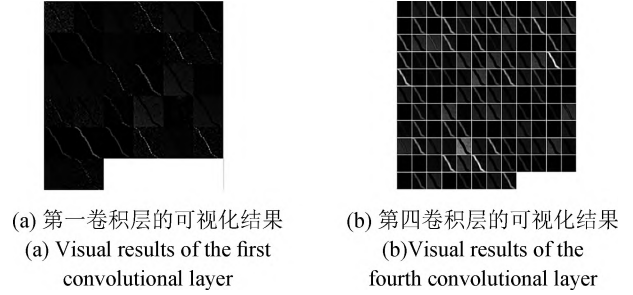 (a) 第一卷积层的可视化结果
(a) Visual results of the first
convolutional layer
(b) 第四卷积层的可视化结果
(b)Visual results of the
fourth convolutional layer